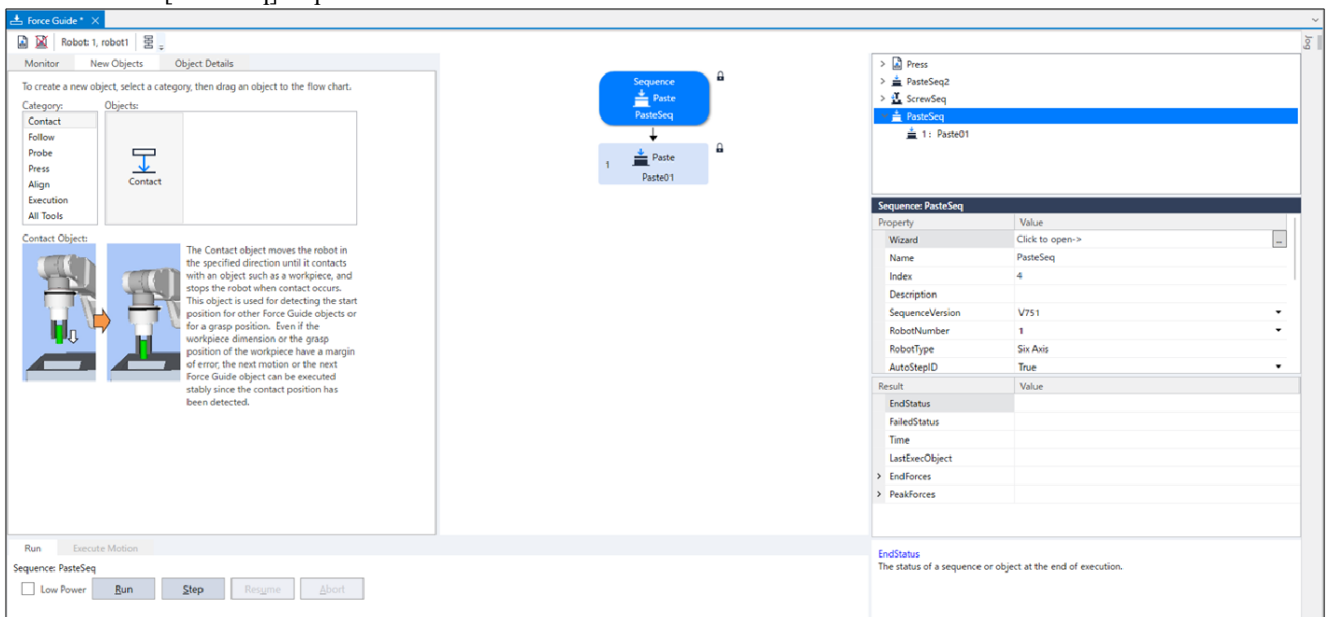 Force Guide *
Robot: 1, robot1
Jog
Monitor New Objects Object Details
To create a new object, select a category, then drag an object to the flow chart.
Category: Objects:
Contact
Follow
Probe
Press
Align
Execution
All Tools
Contact
Contact Object:
The Contact object moves the robot in
the specified direction until it contacts
with an object such as a workpiece, and
stops the robot when contact occurs.
This object is used for detecting the start
position for other Force Guide objects or
for a grasp position. Even if the
workpiece dimension or the grasp
position of the workpiece have a margin
of error, the next motion or the next
Force Guide object can be executed
stably since the contact position has
been detected.
Sequence
Paste
PasteSeq
1 Paste
Paste01
Press
PasteSeq2
ScrewSeq
PasteSeq
1: Paste01
Sequence: PasteSeq
Property Value
Wizard Click to open-> ...
Name PasteSeq
Index 4
Description
SequenceVersion V751
RobotNumber 1
RobotType Six Axis
AutoStepID True
Result Value
EndStatus
FailedStatus
Time
LastExecObject
EndForces
PeakForces
EndStatus
The status of a sequence or object at the end of execution.
Run Execute Motion
Sequence: PasteSeq
Low Power Run Step Resume Abort